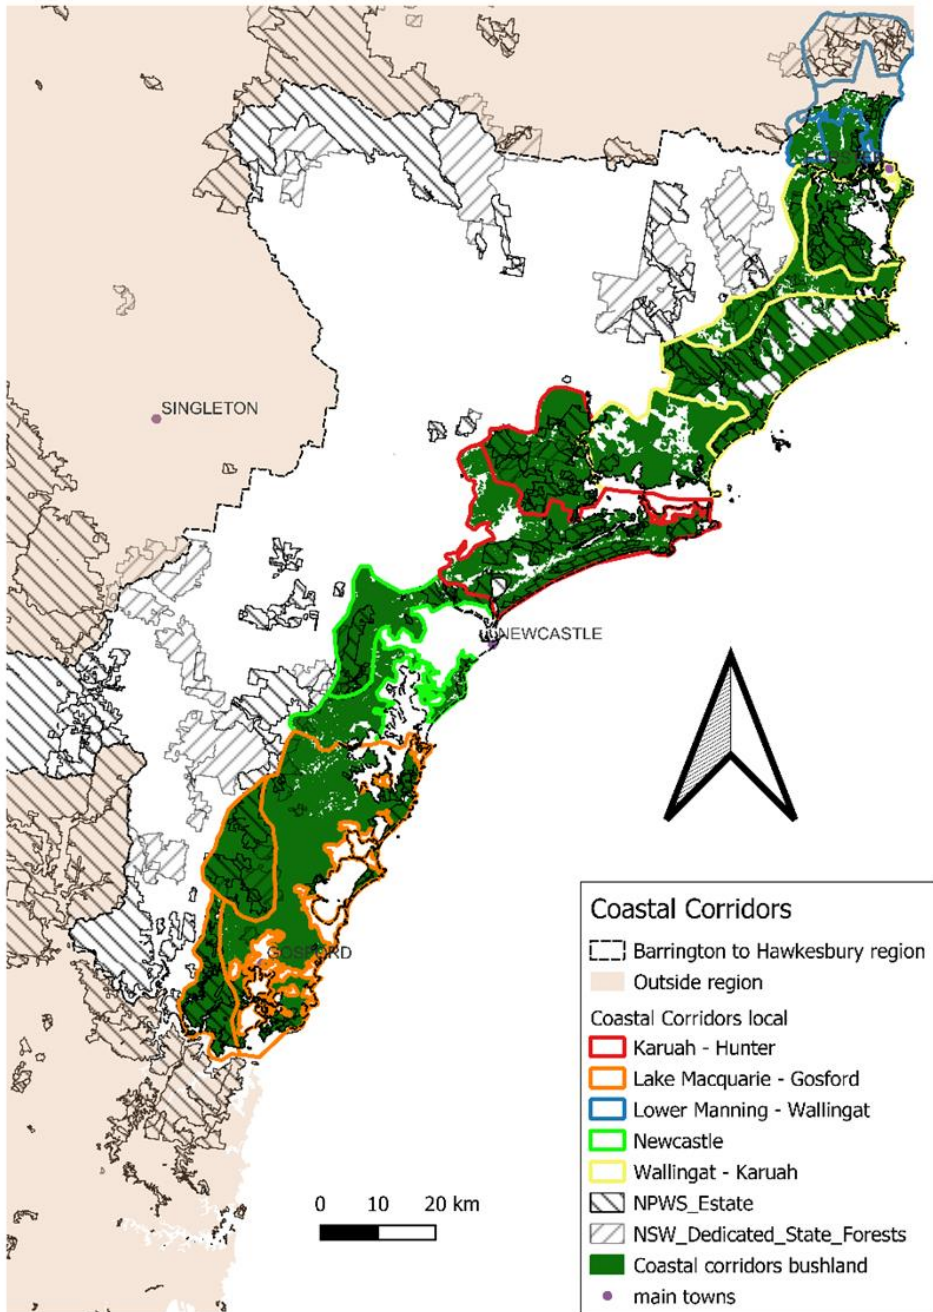 SINGLETON
NEWCASTLE
GOSFORD
0 10 20 km
Coastal Corridors
Barrington to Hawkesbury region
Outside region
Coastal Corridors local
Karuah - Hunter
Lake Macquarie - Gosford
Lower Manning - Wallingat
Newcastle
Wallingat - Karuah
NPWS_Estate
NSW_Dedicated_State_Forests
Coastal corridors bushland
main towns